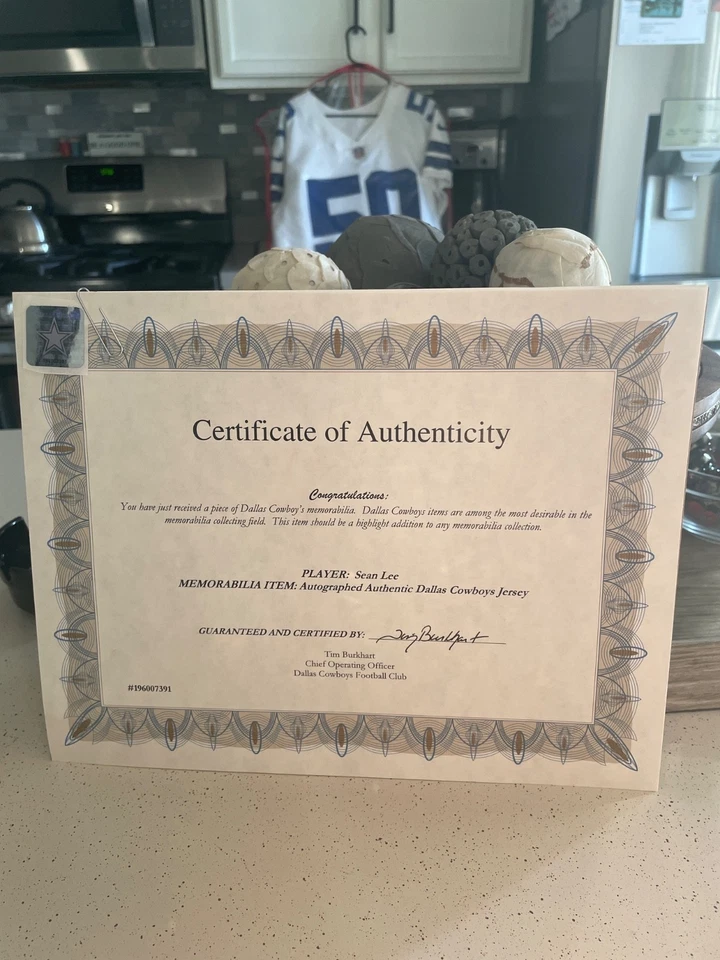 50
Certificate of Authenticity
Congratulations:
You have just received a piece of Dallas Cowboy's memorabilia. Dallas Cowboys items are among the most desirable in the
memorabilia collecting field. This item should be a highlight addition to any memorabilia collection.
PLAYER: Sean Lee
MEMORABILIA ITEM: Autographed Authentic Dallas Cowboys Jersey
GUARANTEED AND CERTIFIED BY:
Tim Burkhart
Chief Operating Officer
Dallas Cowboys Football Club
#196007391